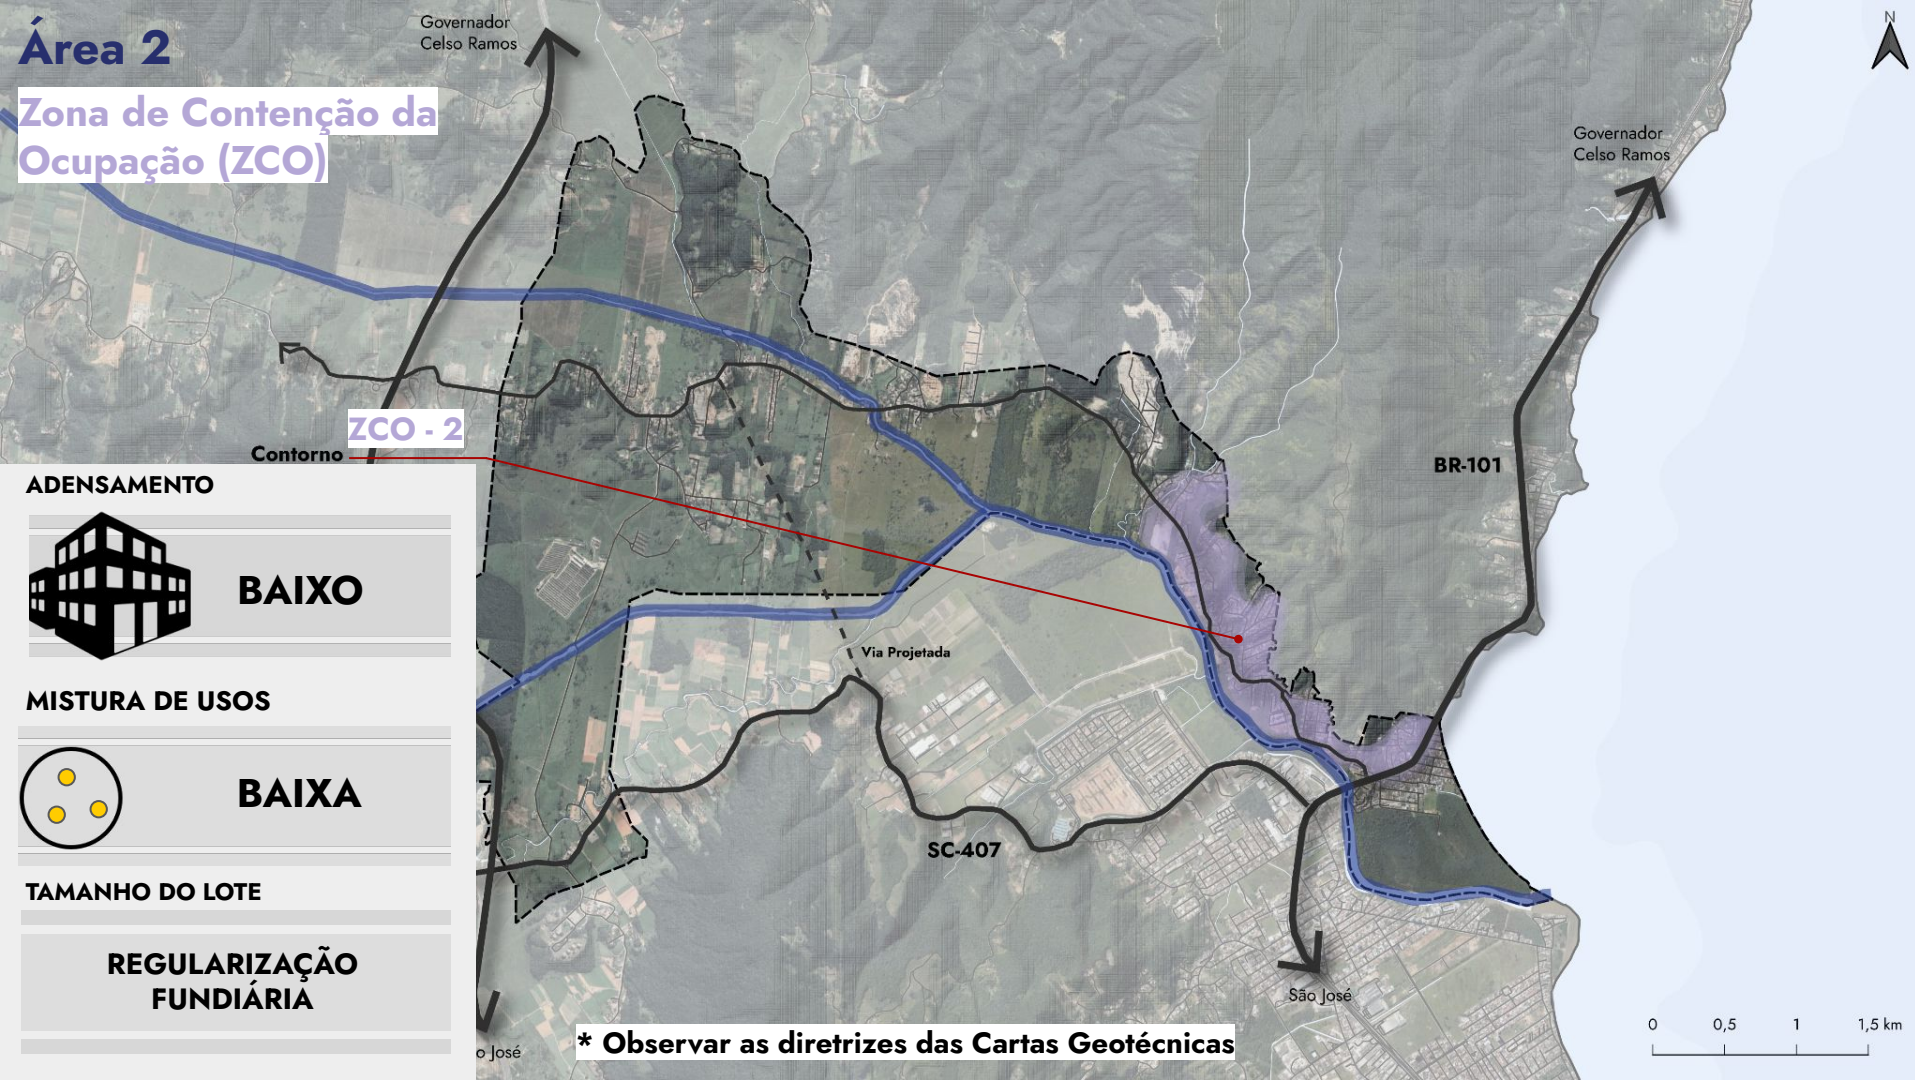 Área 2
Zona de Contenção da
Ocupação (ZCO)
Governador
Celso Ramos
N
Governador
Celso Ramos
ZCO - 2
Contorno
BR-101
ADENSAMENTO
BAIXO
MISTURA DE USOS
BAIXA
TAMANHO DO LOTE
REGULARIZAÇÃO
FUNDIÁRIA
Via Projetada
SC-407
São José
o José
* Observar as diretrizes das Cartas Geotécnicas
0 0,5 1 1,5 km